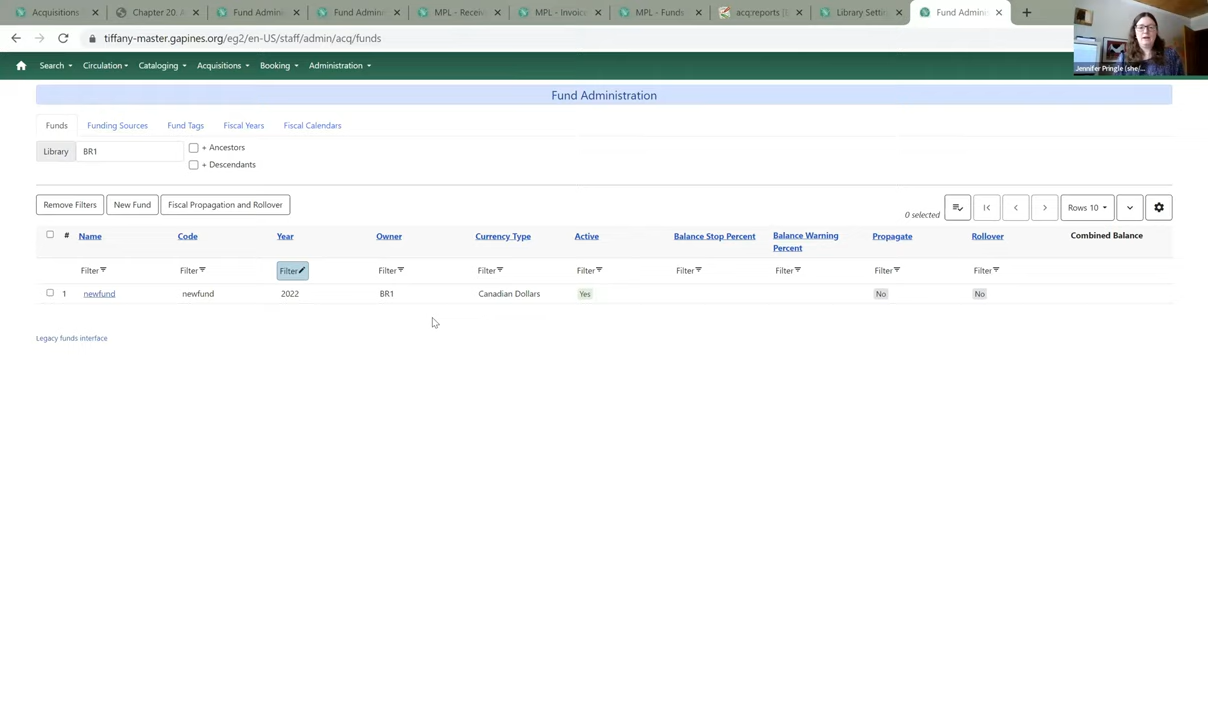 Acquisitions
Chapter 20. A
Fund Admini
Fund Admini
MPL - Receiv
MPL - Invoic
MPL - Funds
acq:reports [E
Library Setti
Fund Adminis
tiffany-master.gapines.org/eg2/en-US/staff/admin/acq/funds
Search Circulation Cataloging Acquisitions Booking Administration
Jennifer Pringle (she/...
Fund Administration
Funds Funding Sources Fund Tags Fiscal Years Fiscal Calendars
Library BR1 + Ancestors
+ Descendants
Remove Filters New Fund Fiscal Propagation and Rollover 0 selected Rows 10
# Name Code Year Owner Currency Type Active Balance Stop Percent Balance Warning Percent Propagate Rollover Combined Balance
Filter Filter Filter Filter Filter Filter Filter Filter Filter Filter
1 newfund newfund 2022 BR1 Canadian Dollars Yes No No
Legacy funds interface